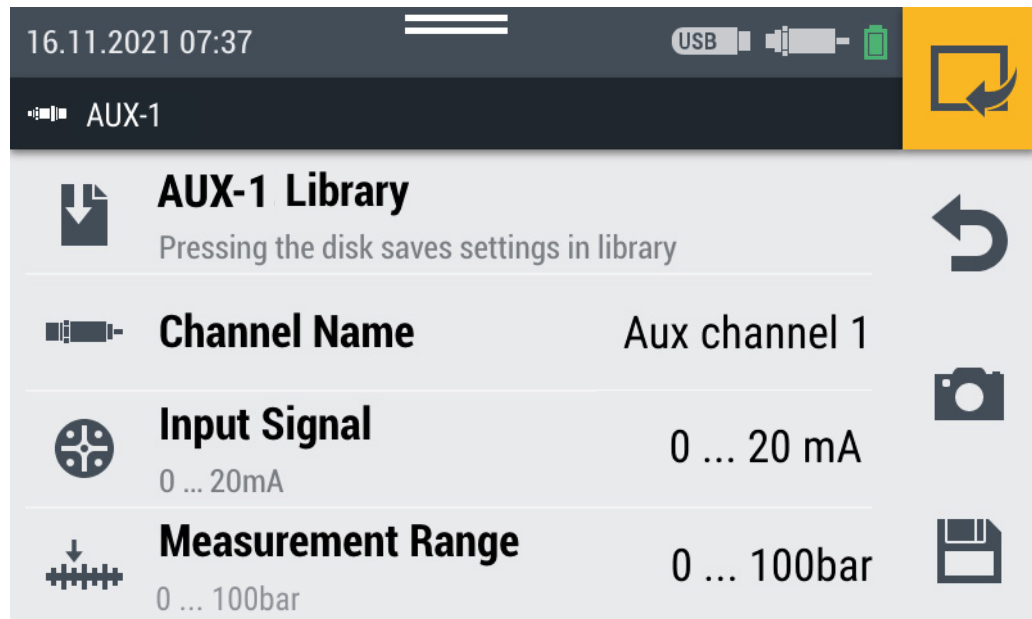 16.11.2021 07:37
USB
AUX-1
AUX-1 Library
Pressing the disk saves settings in library
Channel Name Aux channel 1
Input Signal 0 ... 20 mA
0 ... 20mA
Measurement Range 0 ... 100bar
0 ... 100bar